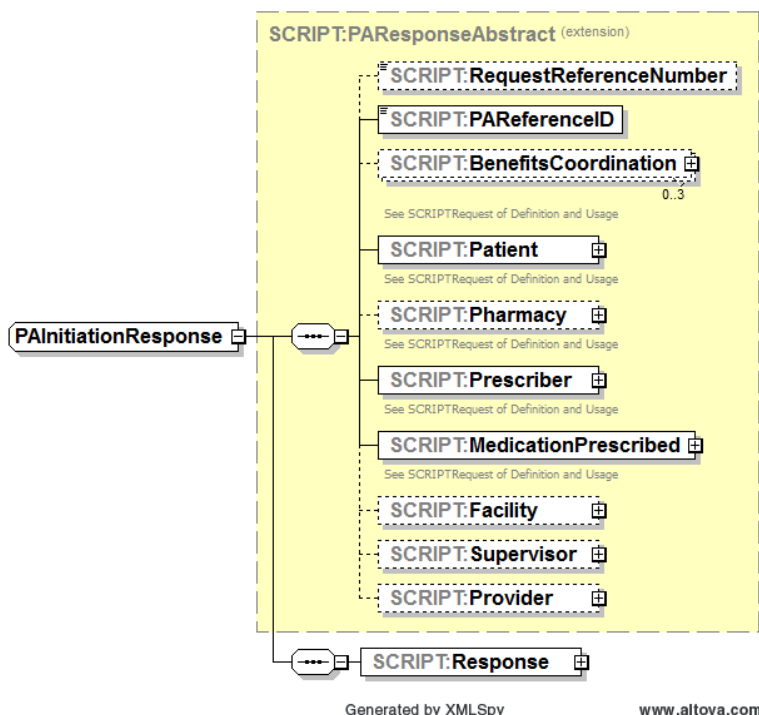 SCRIPT:PAResponseAbstract (extension)
SCRIPT:RequestReferenceNumber
SCRIPT:PAReferenceID
SCRIPT:BenefitsCoordination
0..3
See SCRIPTRequest of Definition and Usage
SCRIPT:Patient
See SCRIPTRequest of Definition and Usage
SCRIPT:Pharmacy
PAInitiationResponse
See SCRIPTRequest of Definition and Usage
SCRIPT:Prescriber
See SCRIPTRequest of Definition and Usage
SCRIPT:MedicationPrescribed
See SCRIPTRequest of Definition and Usage
SCRIPT:Facility
SCRIPT:Supervisor
SCRIPT:Provider
SCRIPT:Response
Generated by XMLSpy www.altova.com